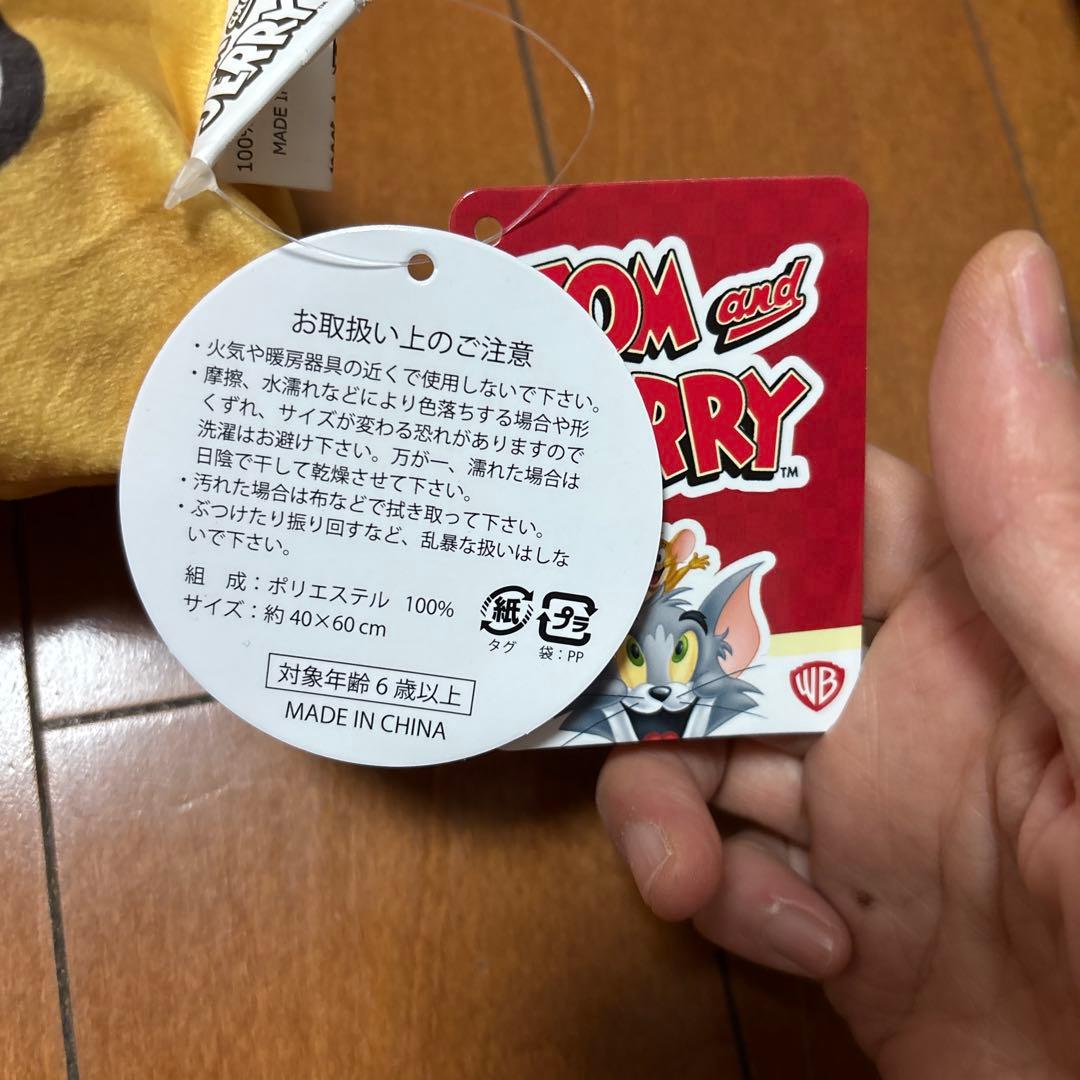 JERRY
100%
MADE I
TOM and
JERRY™
WB
お取扱い上のご注意
・火気や暖房器具の近くで使用しないで下さい。
・摩擦、水濡れなどにより色落ちする場合や形
くずれ、サイズが変わる恐れがありますので
洗濯はお避け下さい。万が一、濡れた場合は
日陰で干して乾燥させて下さい。
・汚れた場合は布などで拭き取って下さい。
・ぶつけたり振り回すなど、乱暴な扱いはしな
いで下さい。
組　成：ポリエステル 100%
サイズ：約 40×60 cm
紙 プラ
タグ 袋：PP
対象年齢 6 歳以上
MADE IN CHINA